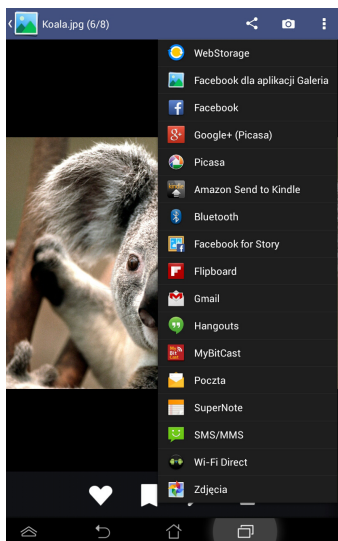 Koala.jpg (6/8)
WebStorage
Facebook dla aplikacji Galeria
Facebook
Google+ (Picasa)
Picasa
Amazon Send to Kindle
Bluetooth
Facebook for Story
Flipboard
Gmail
Hangouts
MyBitCast
Poczta
SuperNote
SMS/MMS
Wi-Fi Direct
Zdjęcia